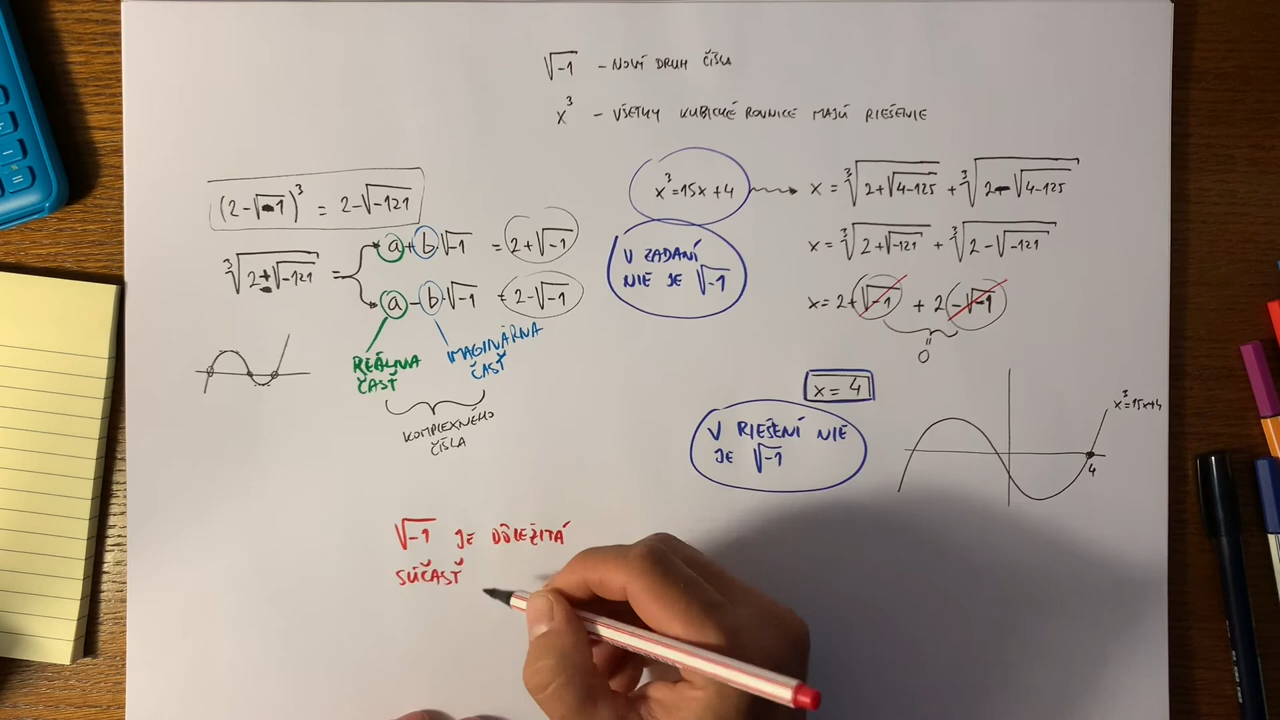 √-1 - NOVÝ DRUH ČÍSLA
x³ - VŠETKY KUBICKÉ ROVNICE MAJÚ RIEŠENIE
(2-√-1)³ = 2-√-121
∛(2+√-121) =
a+b√-1 = 2+√-1
a-b·√-1 = 2-√-1
REÁLNA
ČASŤ
IMAGINÁRNA
ČASŤ
KOMPLEXNÉHO
ČÍSLA
x³=15x+4
V ZADANÍ
NIE JE √-1
x = ∛(2+√4-125) + ∛(2-√4-125)
x = ∛(2+√-121) + ∛(2-√-121)
x = 2+√-1 + 2-√-1
=
0
x = 4
V RIEŠENÍ NIE
JE √-1
x³=15x+4
4
√-1 JE DÔLEŽITÁ
SÚČASŤ